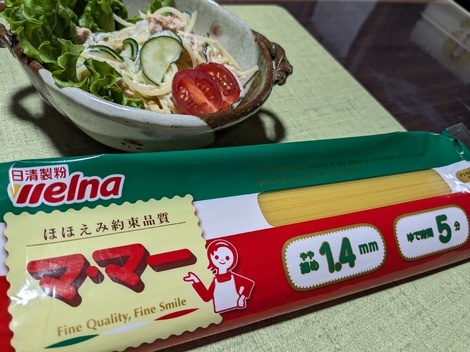 日清製粉
Welna
ほほえみ約束品質
マ・マー
Fine Quality, Fine Smile
やや
細め
1.4mm
ゆで時間5分